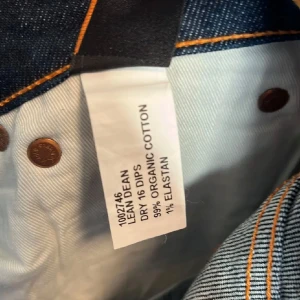 1002746
LEAN DEAN
DRY 16 DIPS
99% ORGANIC COTTON
1% ELASTAN